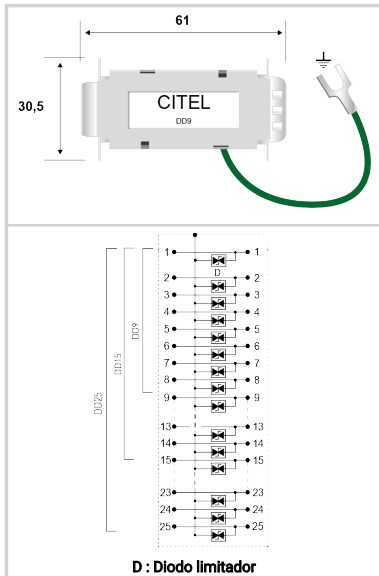 61
30,5
CITEL
DD9
1 1
D
2 2
3 3
4 4
5 5
6 6
7 7
8 8
9 9
13 13
14 14
15 15
23 23
24 24
25 25
DD9
DD15
DD25
D : Diodo limitador